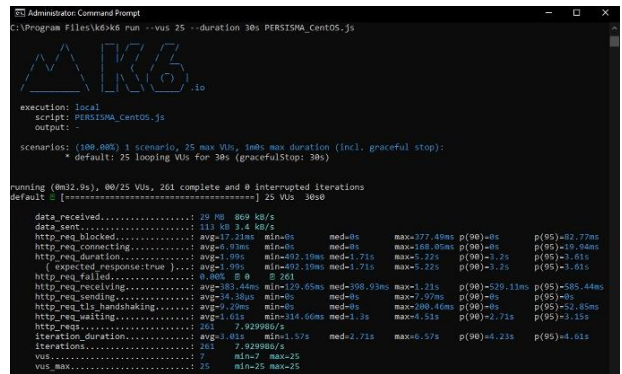 Administrator: Command Prompt
C:\Program Files\k6>k6 run --vus 25 --duration 30s PERSISMA_CentOS.js
.io
execution: local
script: PERSISMA_CentOS.js
output: -
scenarios: (100.00%) 1 scenario, 25 max VUs, 1m0s max duration (incl. graceful stop):
* default: 25 looping VUs for 30s (gracefulStop: 30s)
running (0m32.9s), 00/25 VUs, 261 complete and 0 interrupted iterations
default [======================================] 25 VUs 30s0
data_received..................: 29 MB 869 kB/s
data_sent......................: 113 kB 3.4 kB/s
http_req_blocked...............: avg=17.21ms min=0s med=0s max=377.49ms p(90)=0s p(95)=82.77ms
http_req_connecting............: avg=6.93ms min=0s med=0s max=168.05ms p(90)=0s p(95)=19.94ms
http_req_duration..............: avg=1.99s min=492.19ms med=1.71s max=5.22s p(90)=3.2s p(95)=3.61s
{ expected_response:true }...: avg=1.99s min=492.19ms med=1.71s max=5.22s p(90)=3.2s p(95)=3.61s
http_req_failed................: 0.00% 0 261
http_req_receiving.............: avg=383.44ms min=129.65ms med=398.93ms max=1.21s p(90)=529.11ms p(95)=585.44ms
http_req_sending...............: avg=34.38µs min=0s med=0s max=7.97ms p(90)=0s p(95)=0s
http_req_tls_handshaking.......: avg=9.29ms min=0s med=0s max=200.46ms p(90)=0s p(95)=52.85ms
http_req_waiting...............: avg=1.61s min=314.66ms med=1.3s max=4.51s p(90)=2.71s p(95)=3.15s
http_reqs......................: 261 7.929986/s
iteration_duration.............: avg=3.01s min=1.57s med=2.71s max=6.57s p(90)=4.23s p(95)=4.61s
iterations.....................: 261 7.929986/s
vus............................: 7 min=7 max=25
vus_max........................: 25 min=25 max=25